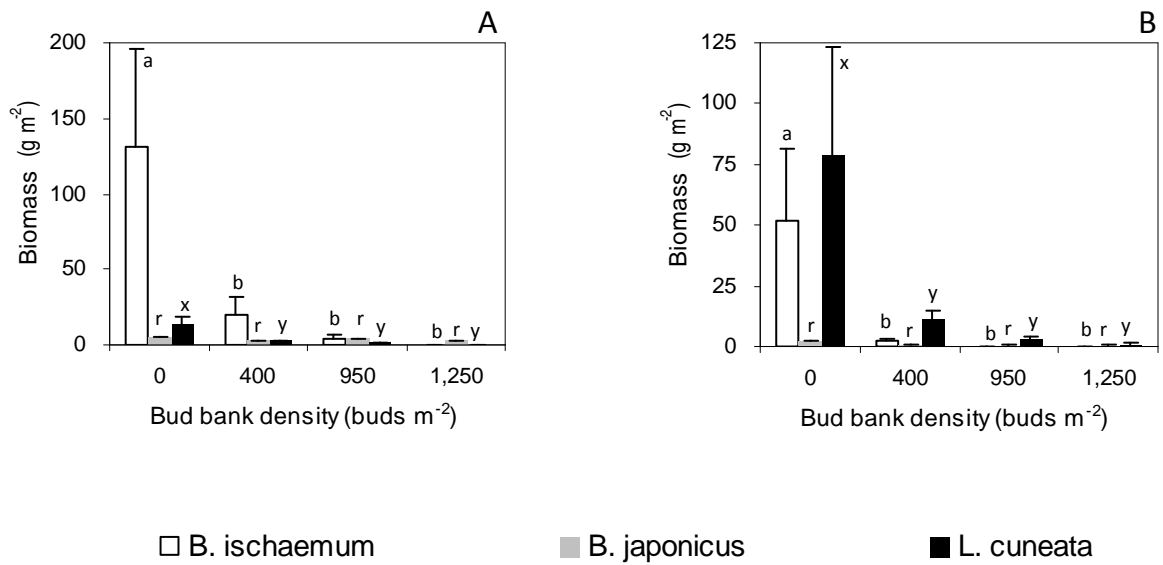 A
Biomass (g m⁻²)
200
150
100
50
0
a
r
x
b
r
y
b
r
y
b r y
0 400 950 1,250
Bud bank density (buds m⁻²)
B
Biomass (g m⁻²)
125
100
75
50
25
0
a
r
x
b
r
y
b r y
b r y
0 400 950 1,250
Bud bank density (buds m⁻²)
B. ischaemum B. japonicus L. cuneata